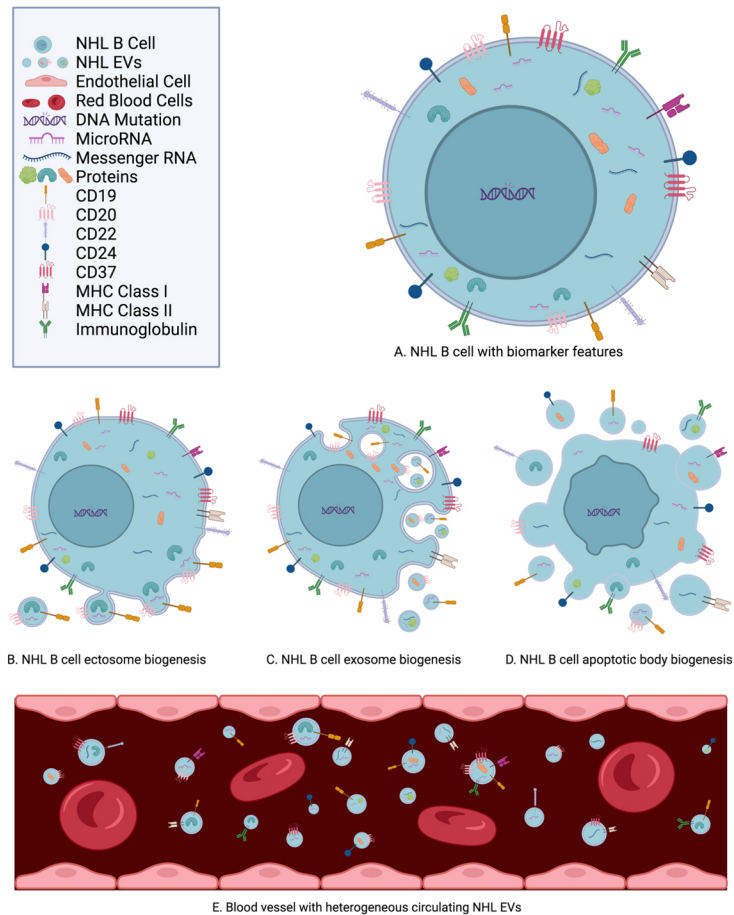 NHL B Cell
NHL EVs
Endothelial Cell
Red Blood Cells
DNA Mutation
MicroRNA
Messenger RNA
Proteins
CD19
CD20
CD22
CD24
CD37
MHC Class I
MHC Class II
Immunoglobulin
A. NHL B cell with biomarker features
B. NHL B cell ectosome biogenesis
C. NHL B cell exosome biogenesis
D. NHL B cell apoptotic body biogenesis
E. Blood vessel with heterogeneous circulating NHL EVs